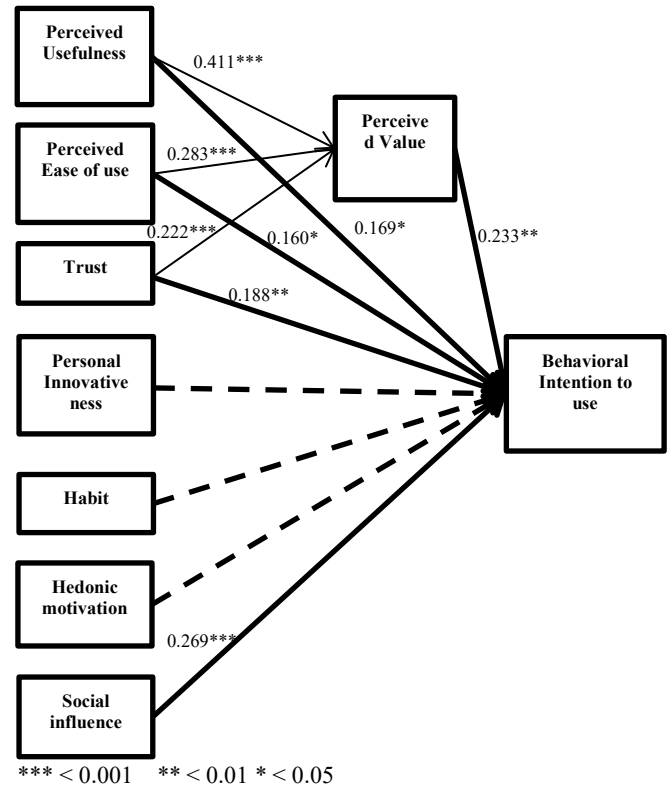 Perceived
Usefulness
0.411***
Perceive
d Value
Perceived
Ease of use
0.283***
0.222***
0.160*
0.169*
0.233**
Trust
0.188**
Personal
Innovative
ness
Behavioral
Intention to
use
Habit
Hedonic
motivation
0.269***
Social
influence
*** < 0.001 ** < 0.01 * < 0.05